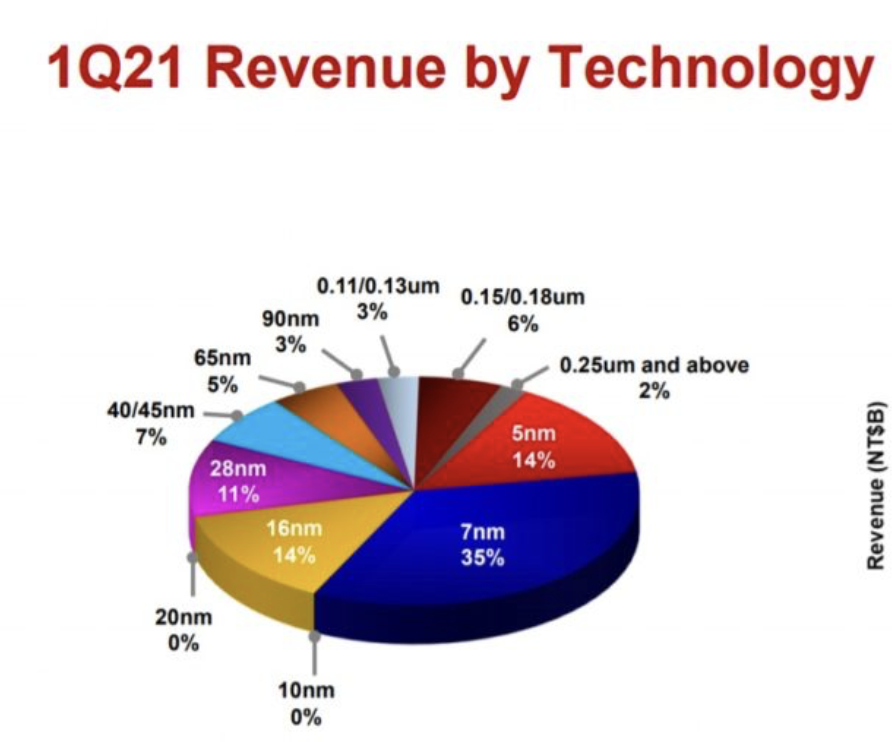 1Q21 Revenue by Technology
0.11/0.13um
3%
0.15/0.18um
6%
90nm
3%
65nm
5%
0.25um and above
2%
40/45nm
7%
5nm
14%
28nm
11%
16nm
14%
7nm
35%
Revenue (NT$B)
20nm
0%
10nm
0%